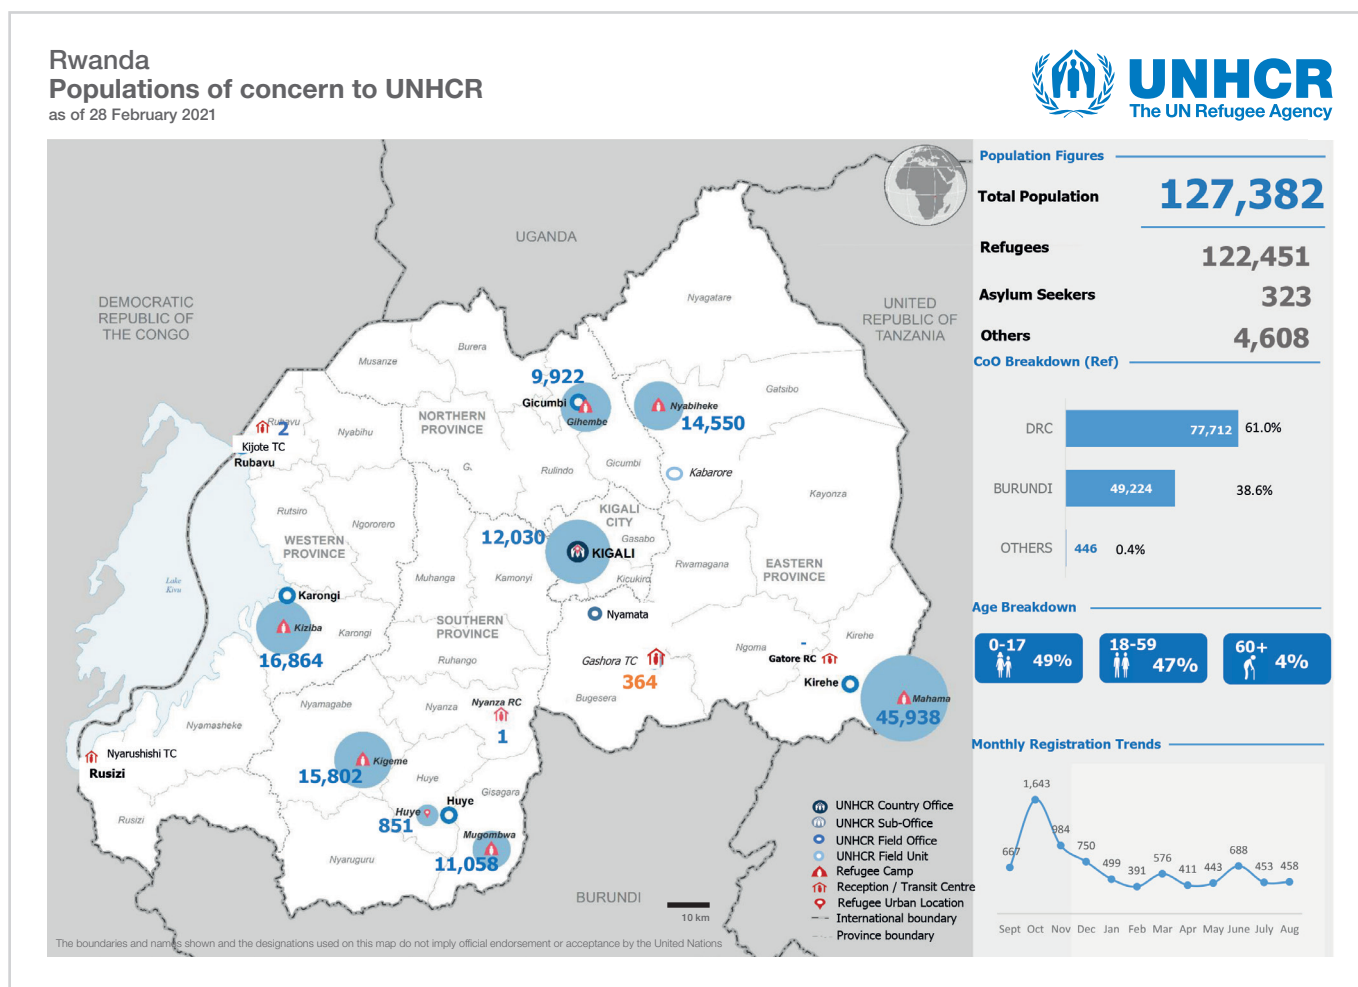 Rwanda
Populations of concern to UNHCR
as of 28 February 2021
UNHCR
The UN Refugee Agency
UGANDA
DEMOCRATIC
REPUBLIC OF
THE CONGO
UNITED
REPUBLIC OF
TANZANIA
BURUNDI
Nyagatare
Burera
Musanze
Gatsibo
9,922
Gicumbi
Gihembe
Nyabiheke
14,550
NORTHERN
PROVINCE
Rubavu
2
Kijote TC
Rubavu
Nyabihu
G.
Rulindo
Gicumbi
Kabarore
Kayonza
Rutsiro
Ngororero
WESTERN
PROVINCE
12,030
KIGALI
CITY
Gasabo
KIGALI
Kicukiro
Rwamagana
EASTERN
PROVINCE
Muhanga
Kamonyi
Lake
Kivu
Karongi
Kiziba
Karongi
16,864
SOUTHERN
PROVINCE
Ruhango
Nyamata
Gashora TC
364
Bugesera
Ngoma
-
Gatore RC
Kirehe
Kirehe
Mahama
45,938
Nyamagabe
Nyanza
Nyanza RC
1
Nyamasheke
Nyarushishi TC
Rusizi
Rusizi
15,802
Kigeme
Huye
Gisagara
Huye
Huye
851
Mugombwa
11,058
Nyaruguru
10 km
UNHCR Country Office
UNHCR Sub-Office
UNHCR Field Office
UNHCR Field Unit
Refugee Camp
Reception / Transit Centre
Refugee Urban Location
International boundary
Province boundary
The boundaries and names shown and the designations used on this map do not imply official endorsement or acceptance by the United Nations
Population Figures
Total Population 127,382
Refugees 122,451
Asylum Seekers 323
Others 4,608
CoO Breakdown (Ref)
DRC 77,712 61.0%
BURUNDI 49,224 38.6%
OTHERS 446 0.4%
Age Breakdown
0-17 49%
18-59 47%
60+ 4%
Monthly Registration Trends
667 1,643 984 750 499 391 576 411 443 688 453 458
Sept Oct Nov Dec Jan Feb Mar Apr May June July Aug